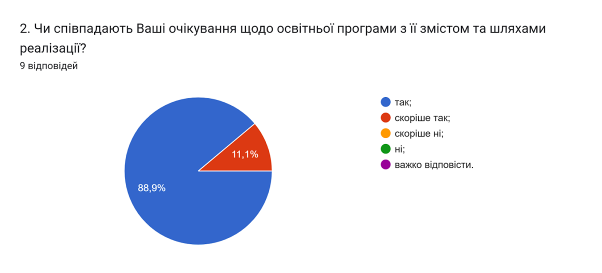 2. Чи співпадають Ваші очікування щодо освітньої програми з її змістом та шляхами
реалізації?
9 відповідей
так;
скоріше так;
скоріше ні;
ні;
важко відповісти.
11,1%
88,9%